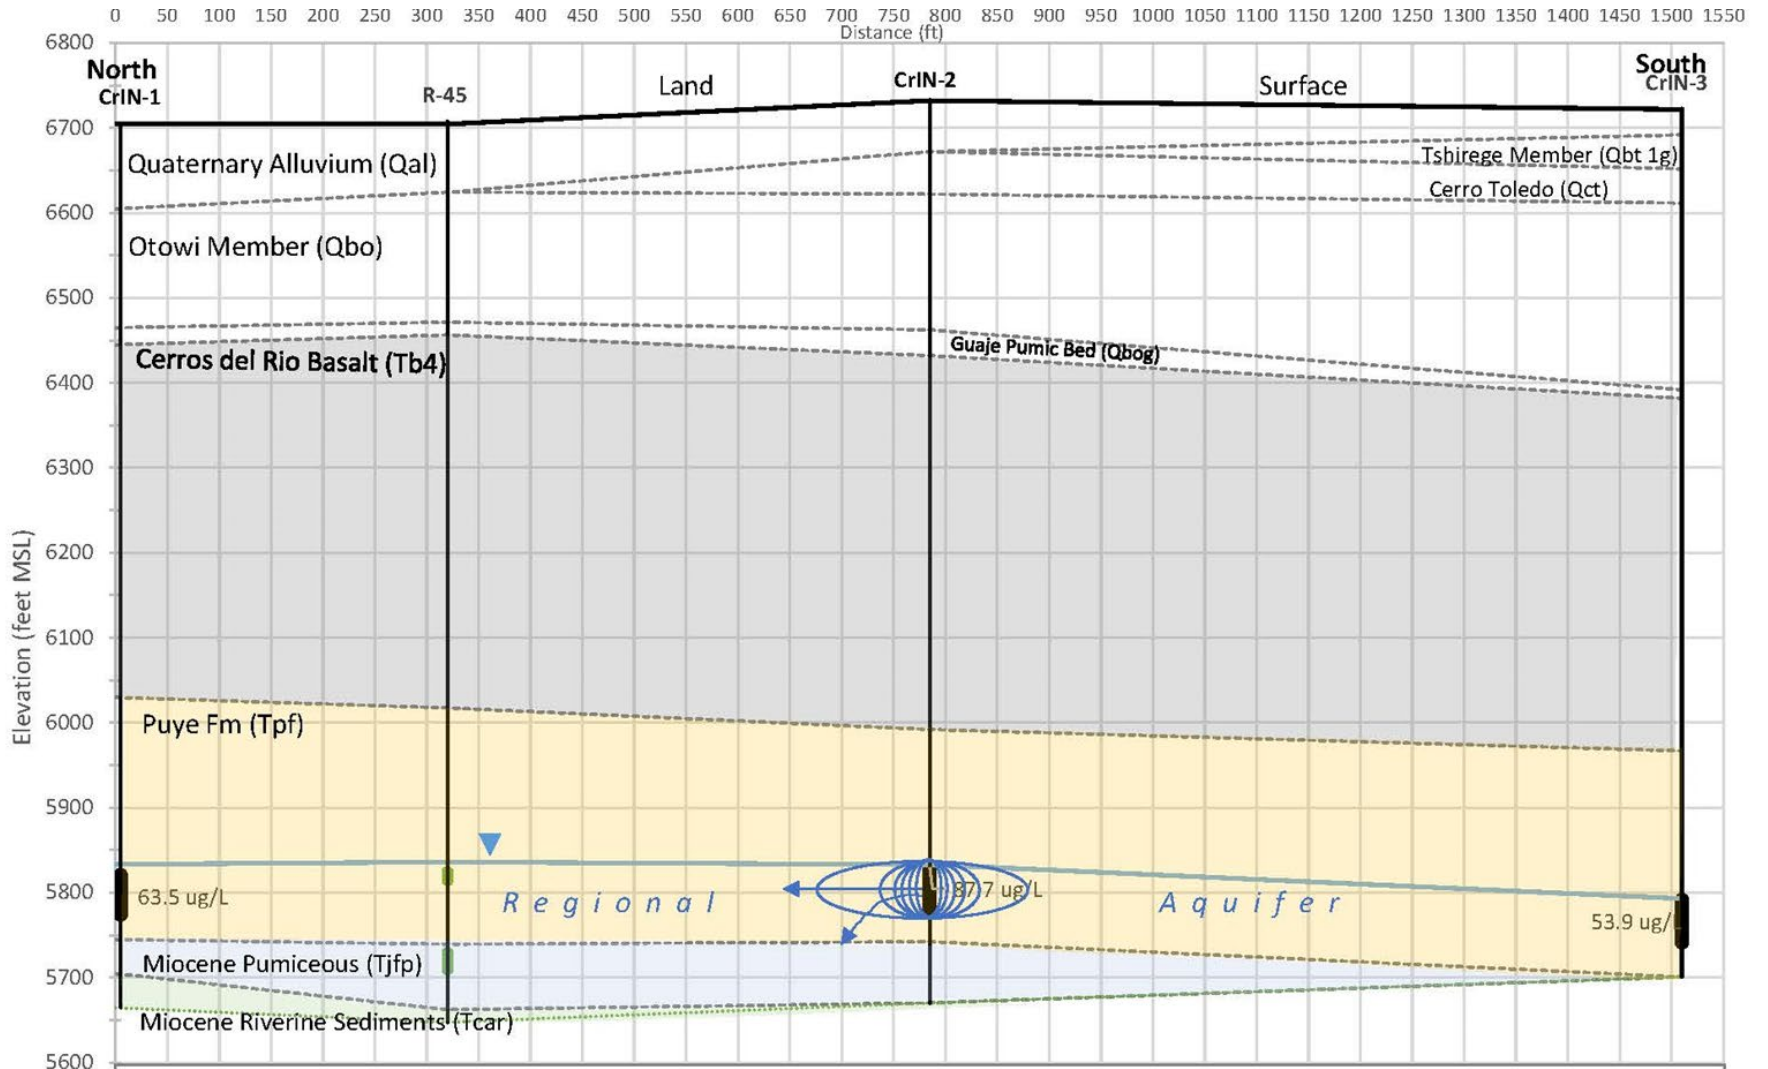 0 50 100 150 200 250 300 350 400 450 500 550 600 650 700 750 800 850 900 950 1000 1050 1100 1150 1200 1250 1300 1350 1400 1450 1500 1550
Distance (ft)
6800
North
CrIN-1
R-45
Land
CrIN-2
Surface
South
CrIN-3
6700
Quaternary Alluvium (Qal)
Tshirege Member (Qbt 1g)
Cerro Toledo (Qct)
6600
Otowi Member (Qbo)
6500
Guaje Pumic Bed (Qbog)
Cerros del Rio Basalt (Tb4)
6400
6300
6200
6100
Elevation (feet MSL)
6000
Puye Fm (Tpf)
5900
5800
63.5 ug/L
Regional
87.7 ug/L
Aquifer
53.9 ug/L
5700
Miocene Pumiceous (Tjfp)
Miocene Riverine Sediments (Tcar)
5600